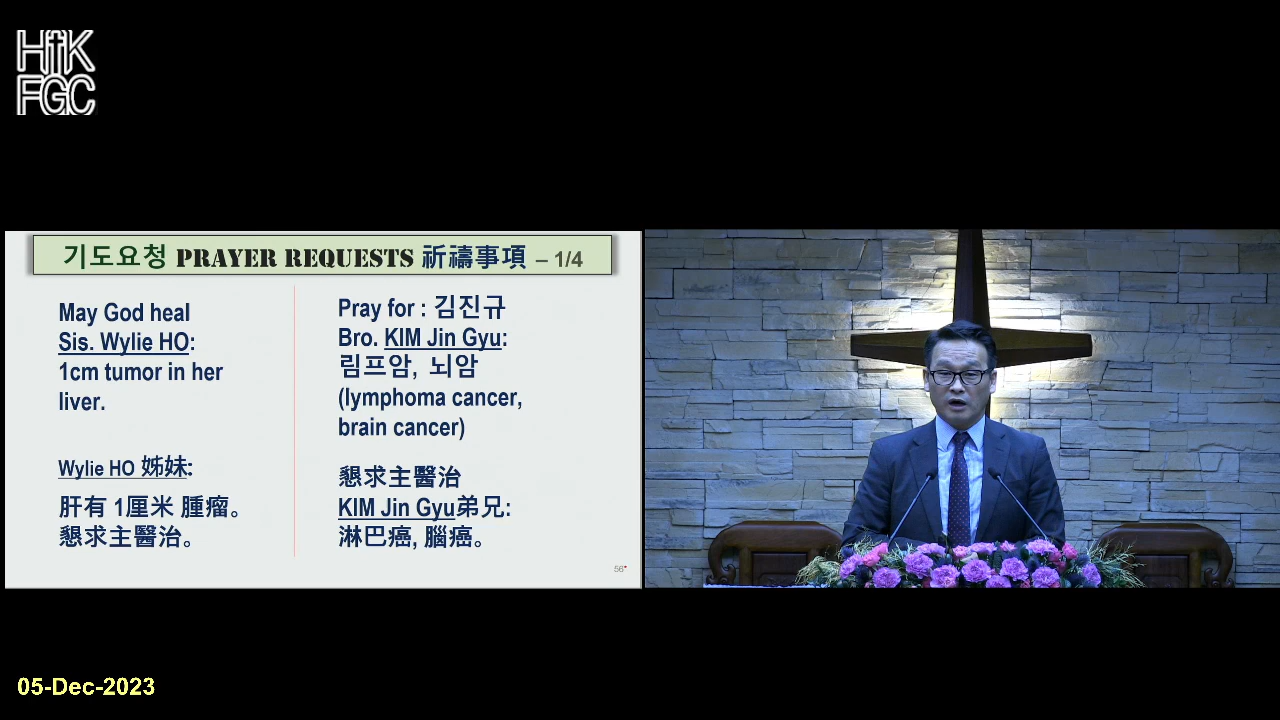 HfK
FGC
기도요청 PRAYER REQUESTS 祈禱事項 – 1/4
May God heal
Sis. Wylie HO:
1cm tumor in her
liver.
Wylie HO 姊妹:
肝有 1厘米 腫瘤。
懇求主醫治。
Pray for : 김진규
Bro. KIM Jin Gyu:
림프암, 뇌암
(lymphoma cancer,
brain cancer)
懇求主醫治
KIM Jin Gyu弟兄:
淋巴癌, 腦癌。
56
05-Dec-2023